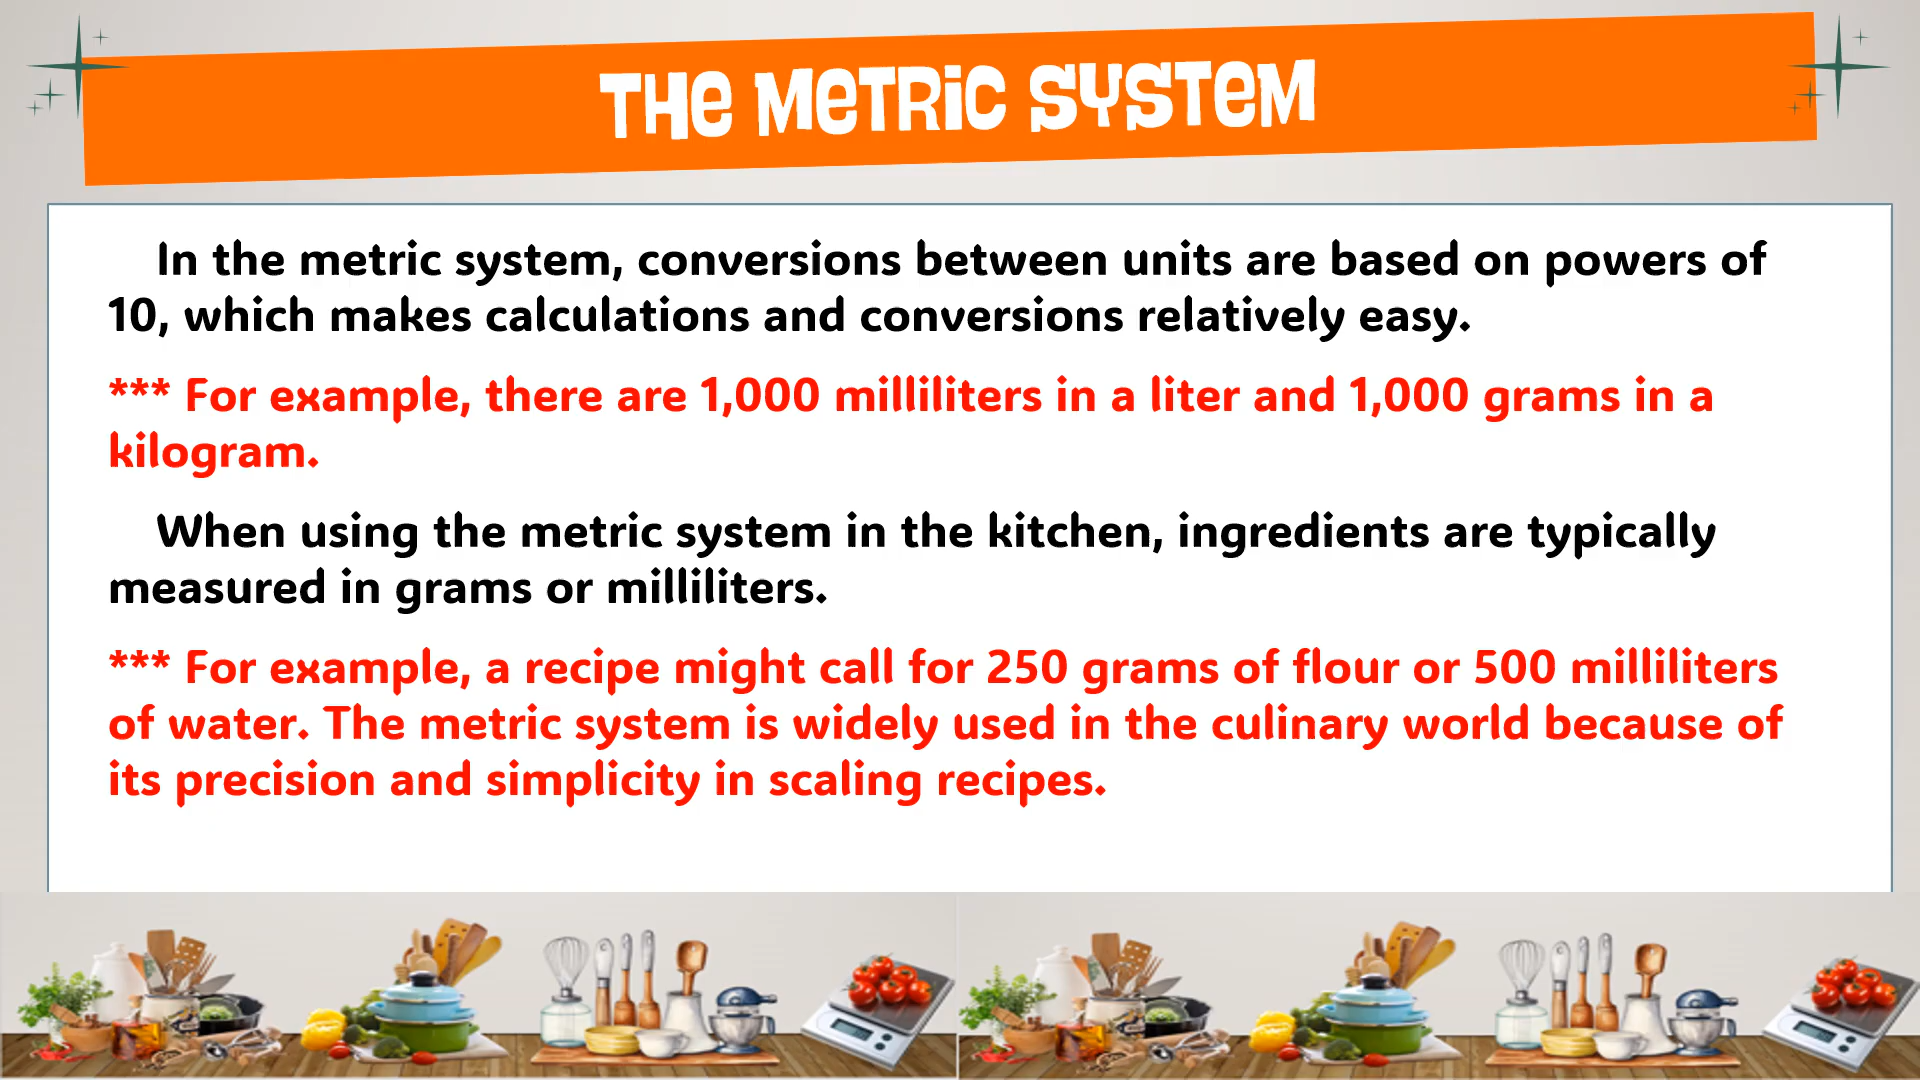 THE METRIC SYSTEM
In the metric system, conversions between units are based on powers of
10, which makes calculations and conversions relatively easy.
*** For example, there are 1,000 milliliters in a liter and 1,000 grams in a
kilogram.
When using the metric system in the kitchen, ingredients are typically
measured in grams or milliliters.
*** For example, a recipe might call for 250 grams of flour or 500 milliliters
of water. The metric system is widely used in the culinary world because of
its precision and simplicity in scaling recipes.